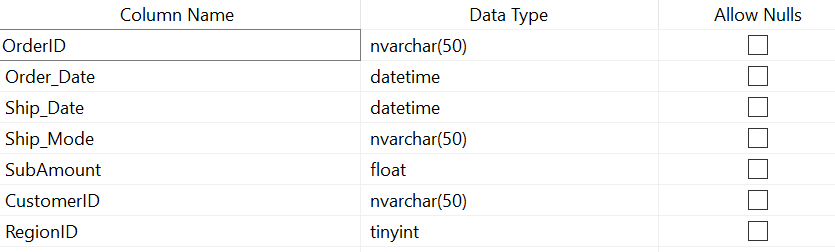 Column Name Data Type Allow Nulls
OrderID nvarchar(50)
Order_Date datetime
Ship_Date datetime
Ship_Mode nvarchar(50)
SubAmount float
CustomerID nvarchar(50)
RegionID tinyint